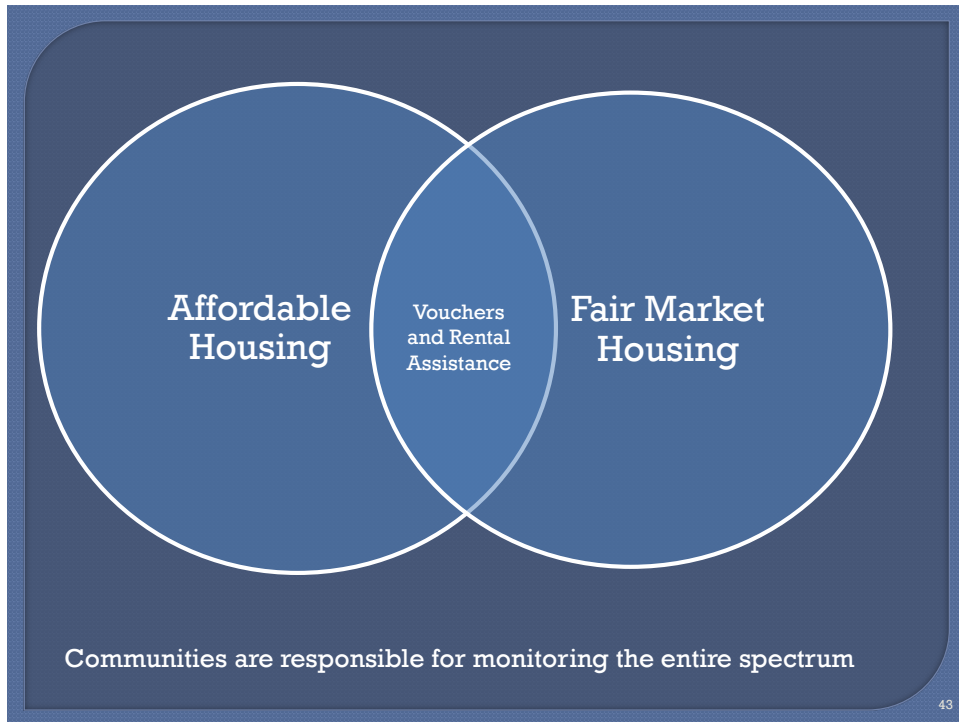 Affordable
Housing
Vouchers
and Rental
Assistance
Fair Market
Housing
Communities are responsible for monitoring the entire spectrum
43